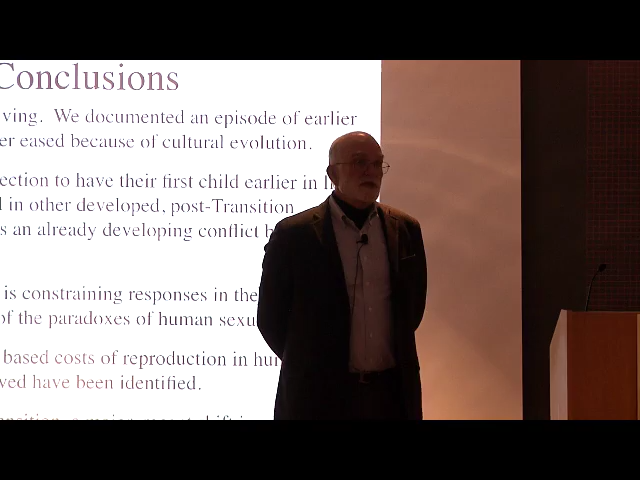 Conclusions
ving. We documented an episode of earlier
er eased because of cultural evolution.
ection to have their first child earlier in
l in other developed, post-Transition
s an already developing conflict
is constraining responses in the
of the paradoxes of human
based costs of reproduction in
ved have been identified.